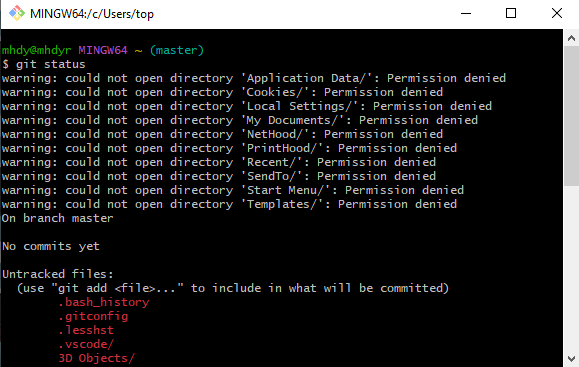 MINGW64:/c/Users/top
mhdy@mhdyr MINGW64 ~ (master)
$ git status
warning: could not open directory 'Application Data/': Permission denied
warning: could not open directory 'Cookies/': Permission denied
warning: could not open directory 'Local Settings/': Permission denied
warning: could not open directory 'My Documents/': Permission denied
warning: could not open directory 'NetHood/': Permission denied
warning: could not open directory 'PrintHood/': Permission denied
warning: could not open directory 'Recent/': Permission denied
warning: could not open directory 'SendTo/': Permission denied
warning: could not open directory 'Start Menu/': Permission denied
warning: could not open directory 'Templates/': Permission denied
On branch master
No commits yet
Untracked files:
(use "git add <file>..." to include in what will be committed)
.bash_history
.gitconfig
.lesshst
.vscode/
3D Objects/